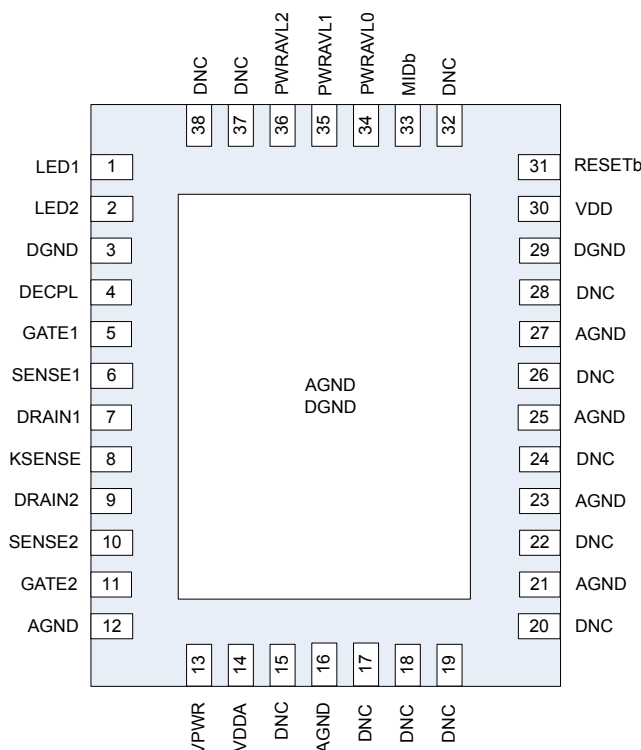 DNC
DNC
PWRAVL2
PWRAVL1
PWRAVL0
MIDb
DNC
38
37
36
35
34
33
32
LED1 1
LED2 2
DGND 3
DECPL 4
GATE1 5
SENSE1 6
DRAIN1 7
KSENSE 8
DRAIN2 9
SENSE2 10
GATE2 11
AGND 12
AGND
DGND
31 RESETb
30 VDD
29 DGND
28 DNC
27 AGND
26 DNC
25 AGND
24 DNC
23 AGND
22 DNC
21 AGND
20 DNC
13
14
15
16
17
18
19
VPWR
VDDA
DNC
AGND
DNC
DNC
DNC